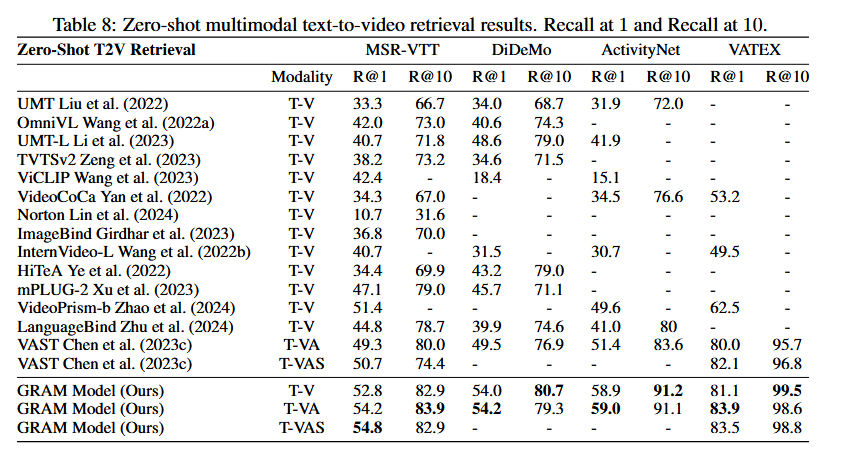 Table 8: Zero-shot multimodal text-to-video retrieval results. Recall at 1 and Recall at 10.
Zero-Shot T2V Retrieval MSR-VTT DiDeMo ActivityNet VATEX
Modality R@1 R@10 R@1 R@10 R@1 R@10 R@1 R@10
UMT Liu et al. (2022) T-V 33.3 66.7 34.0 68.7 31.9 72.0 - -
OmniVL Wang et al. (2022a) T-V 42.0 73.0 40.6 74.3 - - - -
UMT-L Li et al. (2023) T-V 40.7 71.8 48.6 79.0 41.9 - - -
TVTSv2 Zeng et al. (2023) T-V 38.2 73.2 34.6 71.5 - - - -
ViCLIP Wang et al. (2023) T-V 42.4 - 18.4 - 15.1 - - -
VideoCoCa Yan et al. (2022) T-V 34.3 67.0 - - 34.5 76.6 53.2 -
Norton Lin et al. (2024) T-V 10.7 31.6 - - - - - -
ImageBind Girdhar et al. (2023) T-V 36.8 70.0 - - - - - -
InternVideo-L Wang et al. (2022b) T-V 40.7 - 31.5 - 30.7 - 49.5 -
HiTeA Ye et al. (2022) T-V 34.4 69.9 43.2 79.0 - - - -
mPLUG-2 Xu et al. (2023) T-V 47.1 79.0 45.7 71.1 - - - -
VideoPrism-b Zhao et al. (2024) T-V 51.4 - - - 49.6 - 62.5 -
LanguageBind Zhu et al. (2024) T-V 44.8 78.7 39.9 74.6 41.0 80 - -
VAST Chen et al. (2023c) T-VA 49.3 80.0 49.5 76.9 51.4 83.6 80.0 95.7
VAST Chen et al. (2023c) T-VAS 50.7 74.4 - - - - 82.1 96.8
GRAM Model (Ours) T-V 52.8 82.9 54.0 80.7 58.9 91.2 81.1 99.5
GRAM Model (Ours) T-VA 54.2 83.9 54.2 79.3 59.0 91.1 83.9 98.6
GRAM Model (Ours) T-VAS 54.8 82.9 - - - - 83.5 98.8